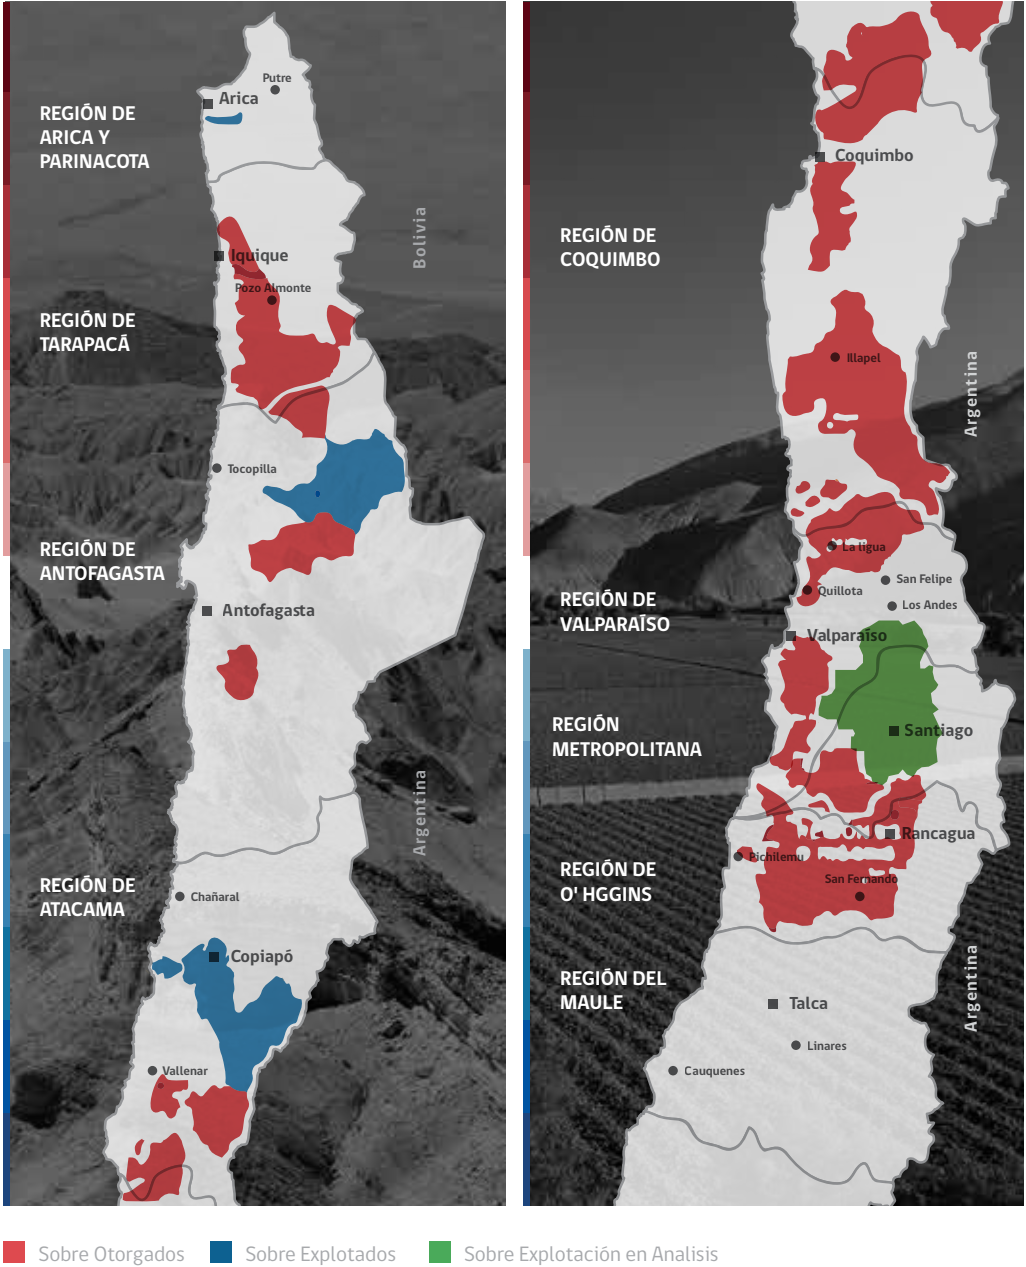 REGIÓN DE
ARICA Y
PARINACOTA
Putre
Arica
Iquique
Pozo Almonte
Bolivia
REGIÓN DE
TARAPACÁ
Tocopilla
REGIÓN DE
ANTOFAGASTA
Antofagasta
Argentina
REGIÓN DE
ATACAMA
Chañaral
Copiapó
Vallenar
Coquimbo
REGIÓN DE
COQUIMBO
Illapel
Argentina
La ligua
San Felipe
Quillota
Los Andes
REGIÓN DE
VALPARAÍSO
Valparaiso
REGIÓN
METROPOLITANA
Santiago
Rancagua
Pichilemu
San Fernando
REGIÓN DE
O' HGGINS
REGIÓN DEL
MAULE
Talca
Linares
Cauquenes
Argentina
Sobre Otorgados
Sobre Explotados
Sobre Explotación en Analisis